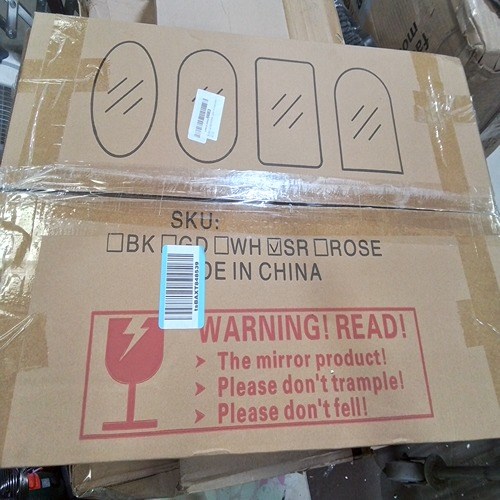 SKU:
☐BK ☐GD ☐WH ☑SR ☐ROSE
DE IN CHINA
WARNING! READ!
➤ The mirror product!
➤ Please don't trample!
➤ Please don't fell!